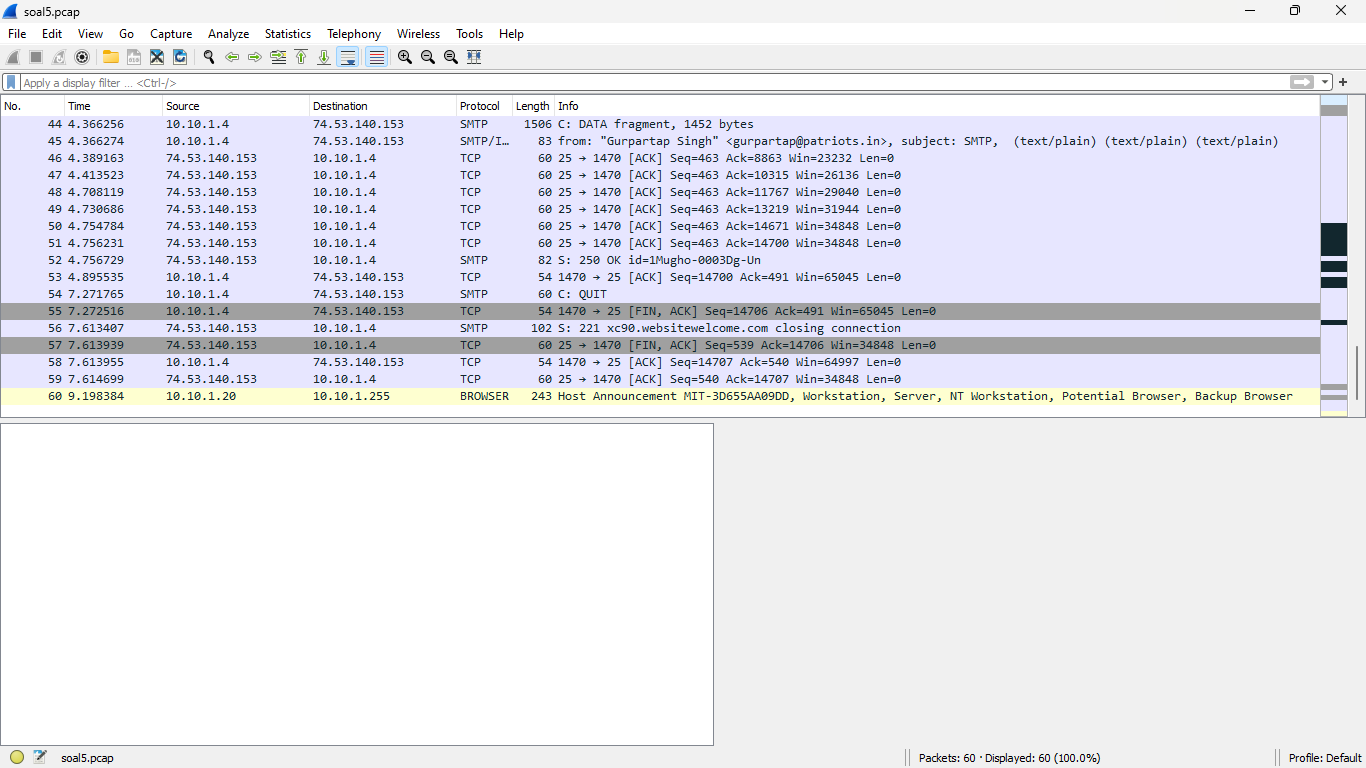 soal5.pcap
File Edit View Go Capture Analyze Statistics Telephony Wireless Tools Help
Apply a display filter ... <Ctrl-/>
No. Time Source Destination Protocol Length Info
44 4.366256 10.10.1.4 74.53.140.153 SMTP 1506 C: DATA fragment, 1452 bytes
45 4.366274 10.10.1.4 74.53.140.153 SMTP/I… 83 from: "Gurpartap Singh" <gurpartap@patriots.in>, subject: SMTP, (text/plain) (text/plain) (text/plain)
46 4.389163 74.53.140.153 10.10.1.4 TCP 60 25 → 1470 [ACK] Seq=463 Ack=8863 Win=23232 Len=0
47 4.413523 74.53.140.153 10.10.1.4 TCP 60 25 → 1470 [ACK] Seq=463 Ack=10315 Win=26136 Len=0
48 4.708119 74.53.140.153 10.10.1.4 TCP 60 25 → 1470 [ACK] Seq=463 Ack=11767 Win=29040 Len=0
49 4.730686 74.53.140.153 10.10.1.4 TCP 60 25 → 1470 [ACK] Seq=463 Ack=13219 Win=31944 Len=0
50 4.754784 74.53.140.153 10.10.1.4 TCP 60 25 → 1470 [ACK] Seq=463 Ack=14671 Win=34848 Len=0
51 4.756231 74.53.140.153 10.10.1.4 TCP 60 25 → 1470 [ACK] Seq=463 Ack=14700 Win=34848 Len=0
52 4.756729 74.53.140.153 10.10.1.4 SMTP 82 S: 250 OK id=1Mugho-0003Dg-Un
53 4.895535 10.10.1.4 74.53.140.153 TCP 54 1470 → 25 [ACK] Seq=14700 Ack=491 Win=65045 Len=0
54 7.271765 10.10.1.4 74.53.140.153 SMTP 60 C: QUIT
55 7.272516 10.10.1.4 74.53.140.153 TCP 54 1470 → 25 [FIN, ACK] Seq=14706 Ack=491 Win=65045 Len=0
56 7.613407 74.53.140.153 10.10.1.4 SMTP 102 S: 221 xc90.websitewelcome.com closing connection
57 7.613939 74.53.140.153 10.10.1.4 TCP 60 25 → 1470 [FIN, ACK] Seq=539 Ack=14706 Win=34848 Len=0
58 7.613955 10.10.1.4 74.53.140.153 TCP 54 1470 → 25 [ACK] Seq=14707 Ack=540 Win=64997 Len=0
59 7.614699 74.53.140.153 10.10.1.4 TCP 60 25 → 1470 [ACK] Seq=540 Ack=14707 Win=34848 Len=0
60 9.198384 10.10.1.20 10.10.1.255 BROWSER 243 Host Announcement MIT-3D655AA09DD, Workstation, Server, NT Workstation, Potential Browser, Backup Browser
soal5.pcap Packets: 60 · Displayed: 60 (100.0%) Profile: Default